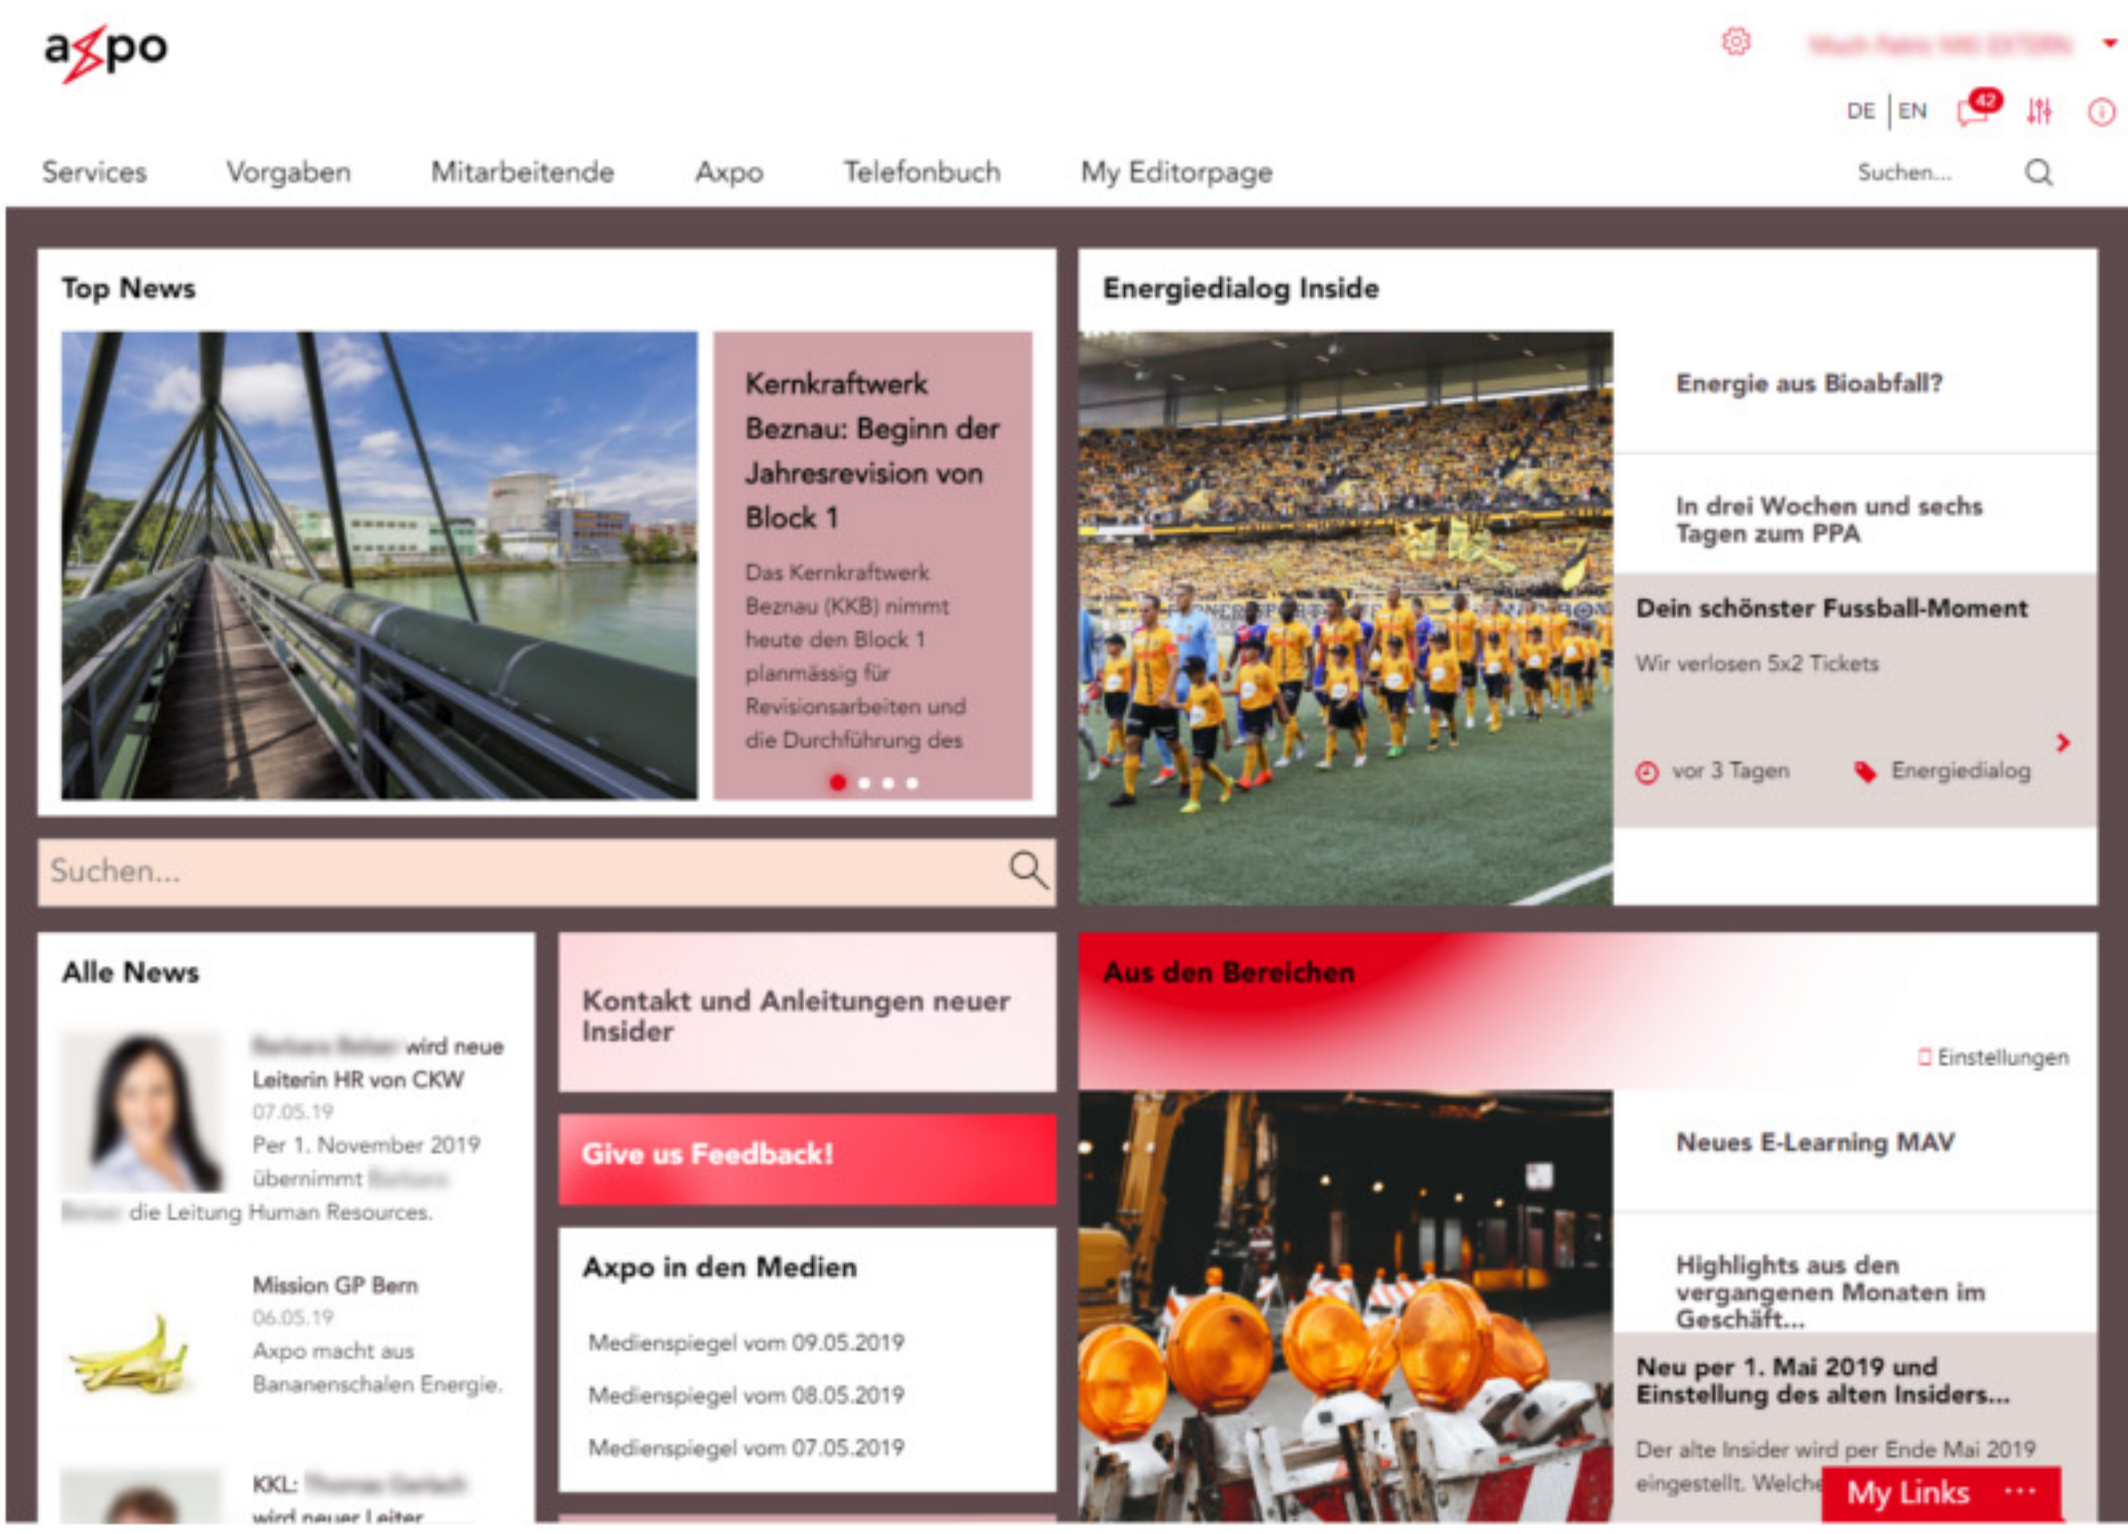 axpo
DE | EN
42
Services
Vorgaben
Mitarbeitende
Axpo
Telefonbuch
My Editorpage
Suchen...
Top News
Kernkraftwerk
Beznau: Beginn der
Jahresrevision von
Block 1
Das Kernkraftwerk
Beznau (KKB) nimmt
heute den Block 1
planmässig für
Revisionsarbeiten und
die Durchführung des
Energiedialog Inside
Energie aus Bioabfall?
In drei Wochen und sechs
Tagen zum PPA
Dein schönster Fussball-Moment
Wir verlosen 5x2 Tickets
vor 3 Tagen
Energiedialog
Suchen...
Alle News
wird neue
Leiterin HR von CKW
07.05.19
Per 1. November 2019
übernimmt
die Leitung Human Resources.
Mission GP Bern
06.05.19
Axpo macht aus
Bananenschalen Energie.
KKL:
wird neuer Leiter
Kontakt und Anleitungen neuer
Insider
Give us Feedback!
Axpo in den Medien
Medienspiegel vom 09.05.2019
Medienspiegel vom 08.05.2019
Medienspiegel vom 07.05.2019
Aus den Bereichen
Einstellungen
Neues E-Learning MAV
Highlights aus den
vergangenen Monaten im
Geschäft...
Neu per 1. Mai 2019 und
Einstellung des alten Insiders...
Der alte Insider wird per Ende Mai 2019
eingestellt. Welche
My Links ...